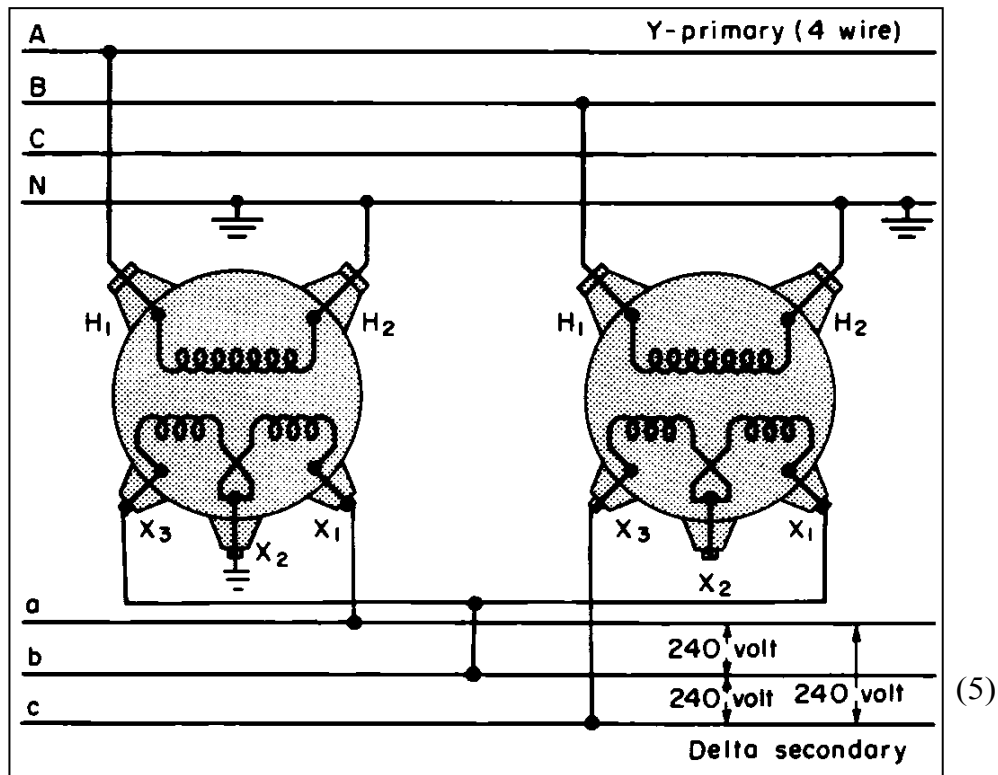 A
Y-primary (4 wire)
B
C
N
H1 H2 H1 H2
X3 X2 X1 X3 X2 X1
a
240 volt
b
240 volt 240 volt
c
Delta secondary
(5)